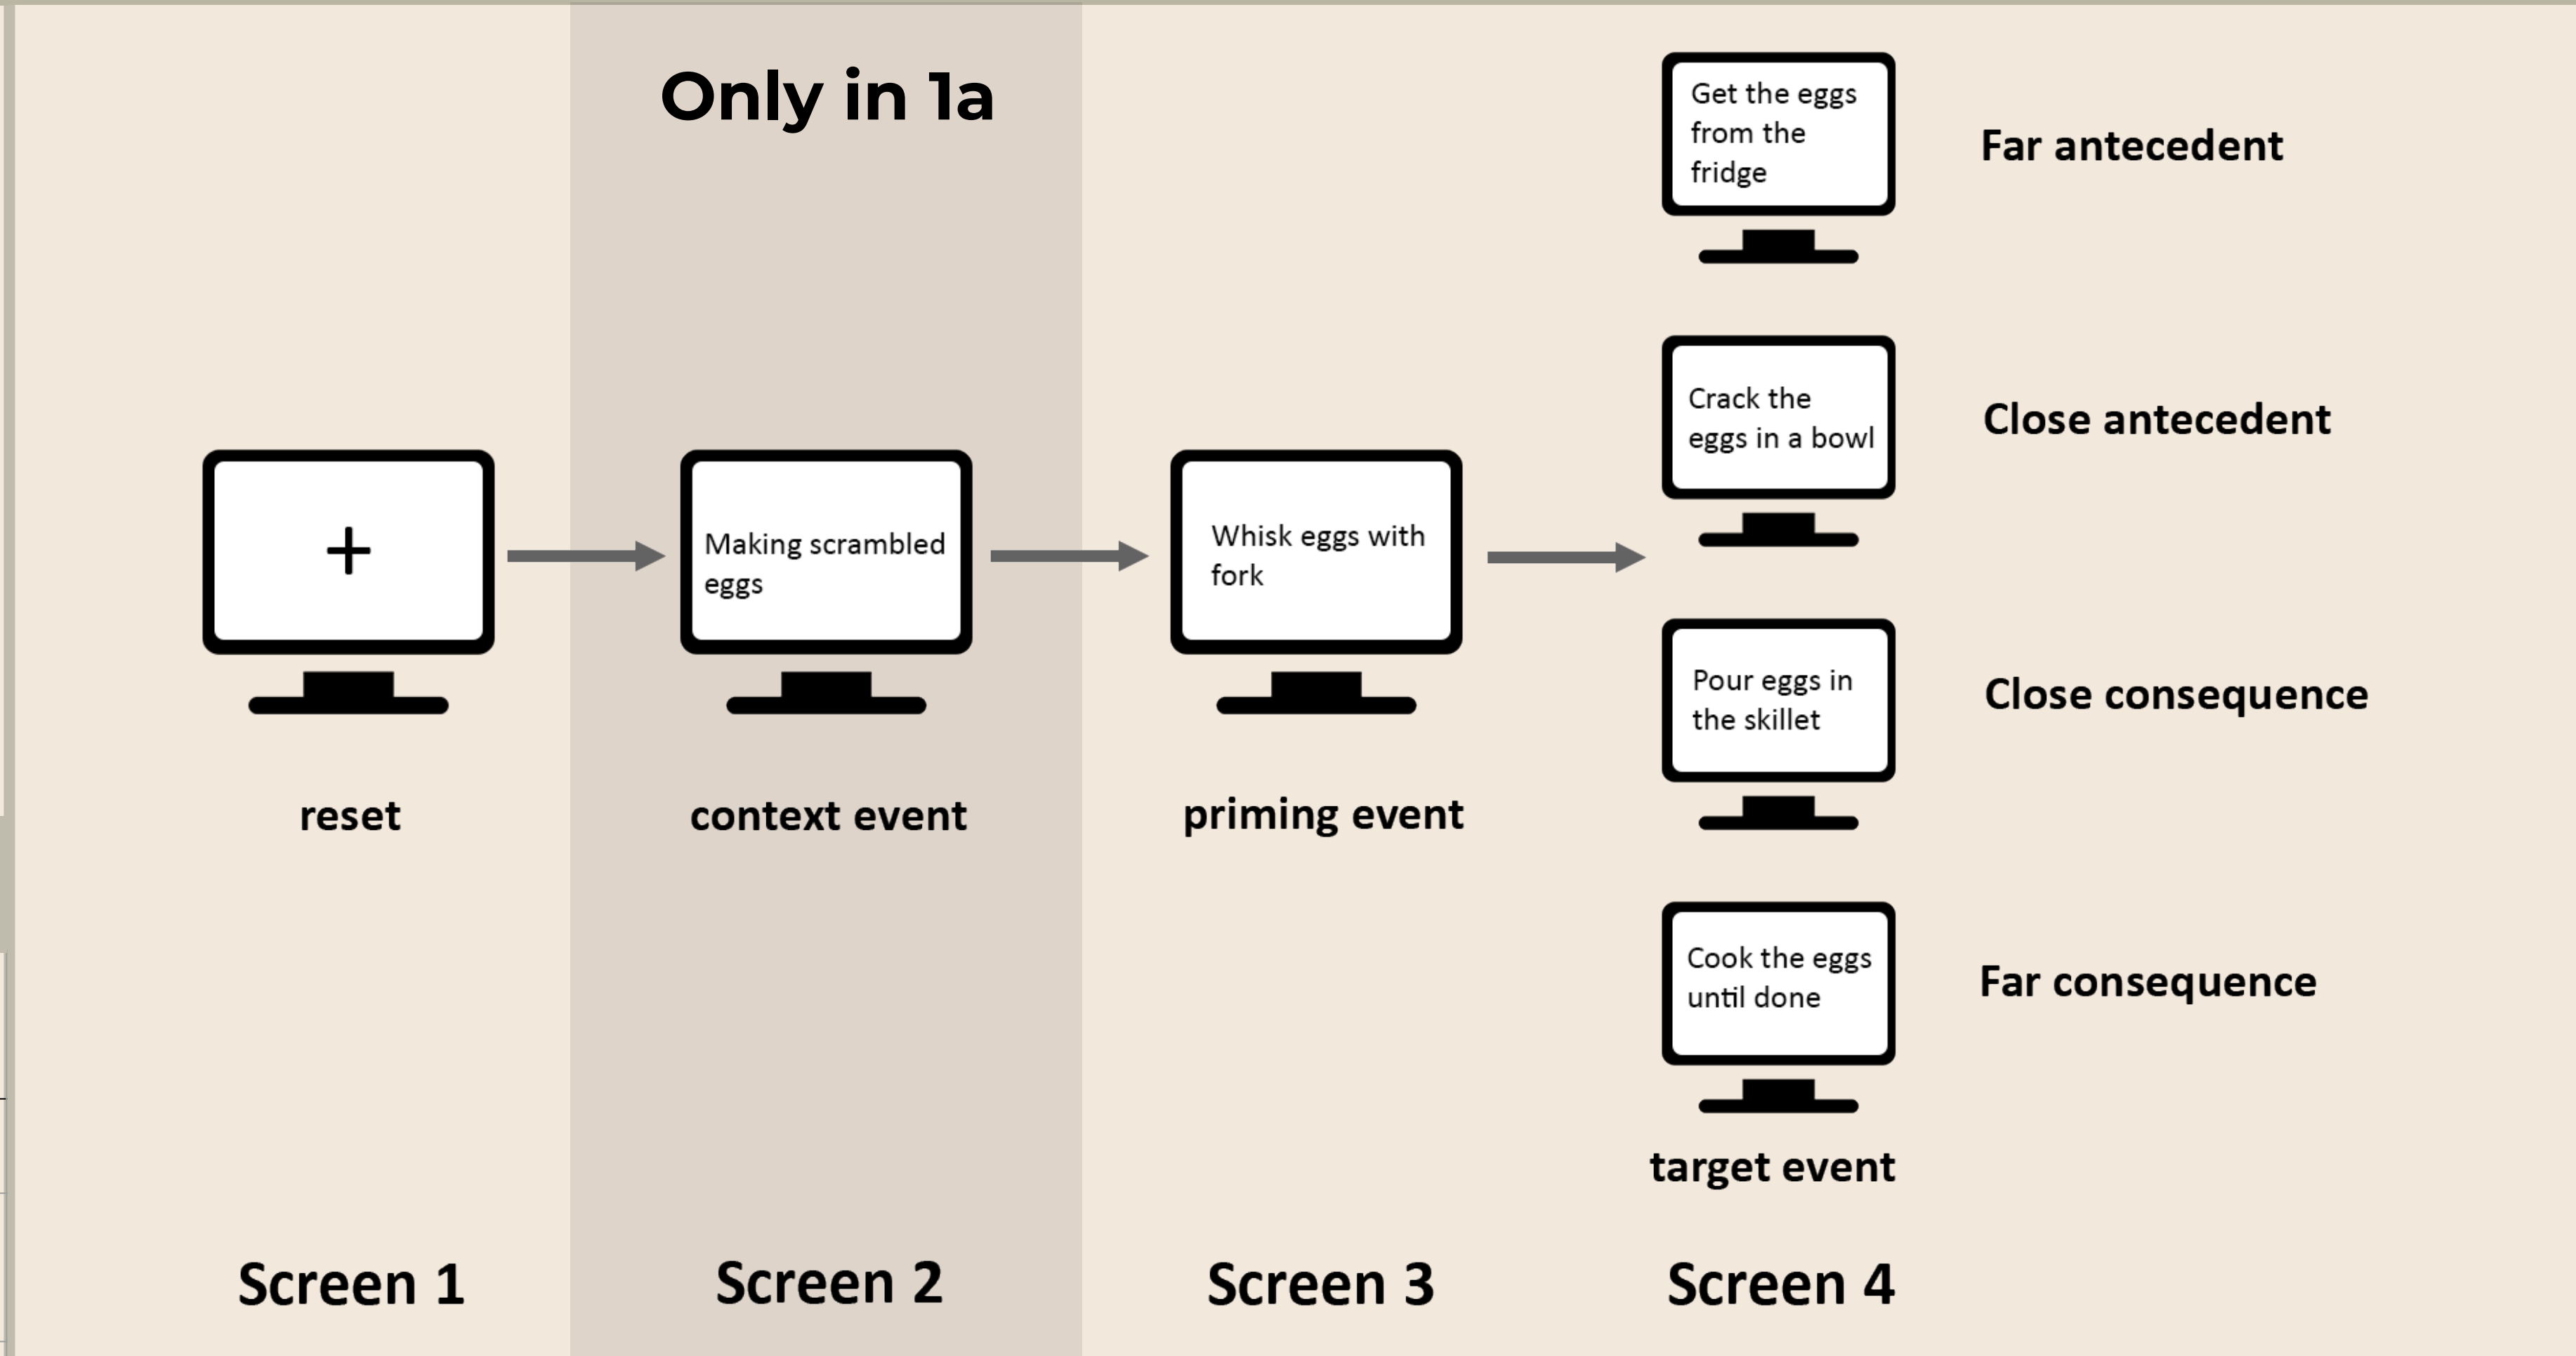 Only in 1a
+
reset
Screen 1
Making scrambled
eggs
context event
Screen 2
Whisk eggs with
fork
priming event
Screen 3
Get the eggs
from the
fridge
Far antecedent
Crack the
eggs in a bowl
Close antecedent
Pour eggs in
the skillet
Close consequence
Cook the eggs
until done
Far consequence
target event
Screen 4